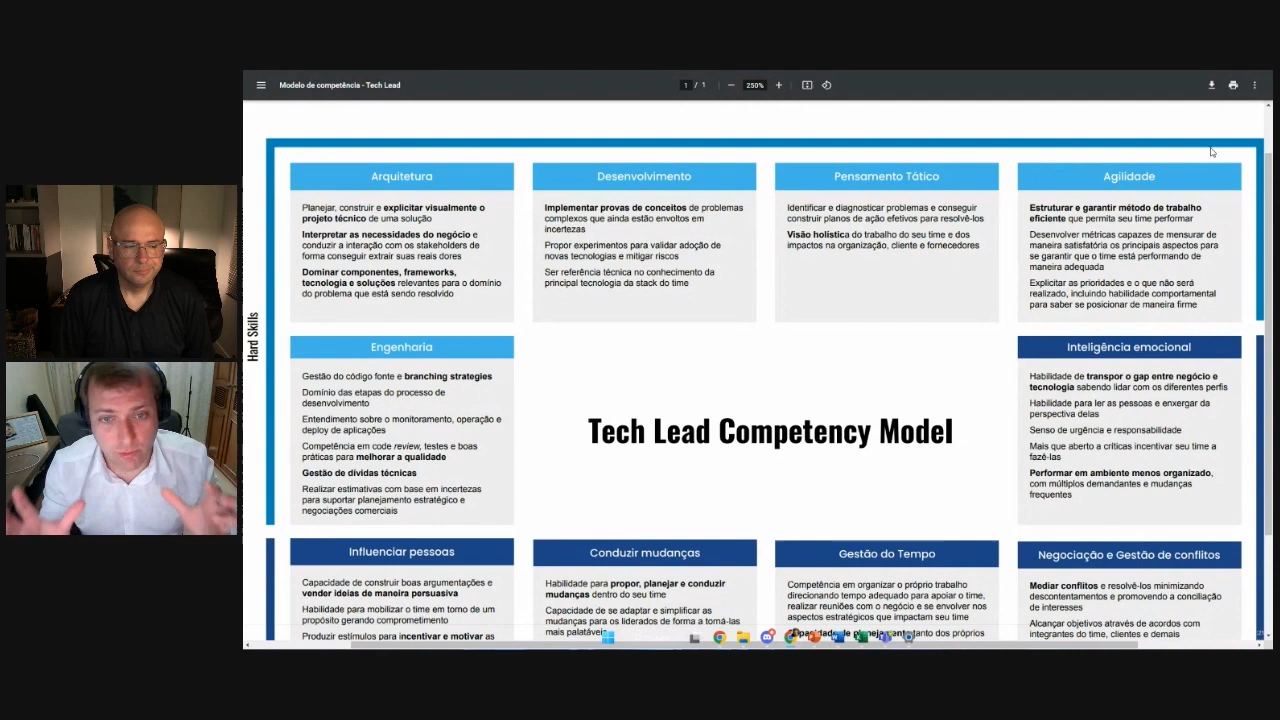 Modelo de competência - Tech Lead
1 / 1
250%
Hard Skills
Arquitetura
Planejar, construir e explicitar visualmente o
projeto técnico de uma solução
Interpretar as necessidades do negócio e
conduzir a interação com os stakeholders de
forma conseguir extrair suas reais dores
Dominar componentes, frameworks,
tecnologia e soluções relevantes para o domínio
do problema que está sendo resolvido
Desenvolvimento
Implementar provas de conceitos de problemas
complexos que ainda estão envoltos em
incertezas
Propor experimentos para validar adoção de
novas tecnologias e mitigar riscos
Ser referência técnica no conhecimento da
principal tecnologia da stack do time
Pensamento Tático
Identificar e diagnosticar problemas e conseguir
construir planos de ação efetivos para resolvê-los
Visão holística do trabalho do seu time e dos
impactos na organização, cliente e fornecedores
Agilidade
Estruturar e garantir método de trabalho
eficiente que permita seu time performar
Desenvolver métricas capazes de mensurar de
maneira satisfatória os principais aspectos para
se garantir que o time está performando de
maneira adequada
Explicitar as prioridades e o que não será
realizado, incluindo habilidade comportamental
para saber se posicionar de maneira firme
Engenharia
Gestão do código fonte e branching strategies
Domínio das etapas do processo de
desenvolvimento
Entendimento sobre o monitoramento, operação e
deploy de aplicações
Competência em code review, testes e boas
práticas para melhorar a qualidade
Gestão de dívidas técnicas
Realizar estimativas com base em incertezas
para suportar planejamento estratégico e
negociações comerciais
Tech Lead Competency Model
Inteligência emocional
Habilidade de transpor o gap entre negócio e
tecnologia sabendo lidar com os diferentes perfis
Habilidade para ler as pessoas e enxergar da
perspectiva delas
Senso de urgência e responsabilidade
Mais que aberto a críticas incentivar seu time a
fazê-las
Performar em ambiente menos organizado,
com múltiplos demandantes e mudanças
frequentes
Influenciar pessoas
Capacidade de construir boas argumentações e
vender ideias de maneira persuasiva
Habilidade para mobilizar o time em torno de um
propósito gerando comprometimento
Produzir estímulos para incentivar e motivar as
Conduzir mudanças
Habilidade para propor, planejar e conduzir
mudanças dentro do seu time
Capacidade de se adaptar e simplificar as
mudanças para os liderados de forma a torná-las
mais palatáveis
Gestão do Tempo
Competência em organizar o próprio trabalho
direcionando tempo adequado para apoiar o time,
realizar reuniões com o negócio e se envolver nos
aspectos estratégicos que impactam seu time
tanto dos próprios
Negociação e Gestão de conflitos
Mediar conflitos e resolvê-los minimizando
descontentamentos e promovendo a conciliação
de interesses
Alcançar objetivos através de acordos com
integrantes do time, clientes e demais